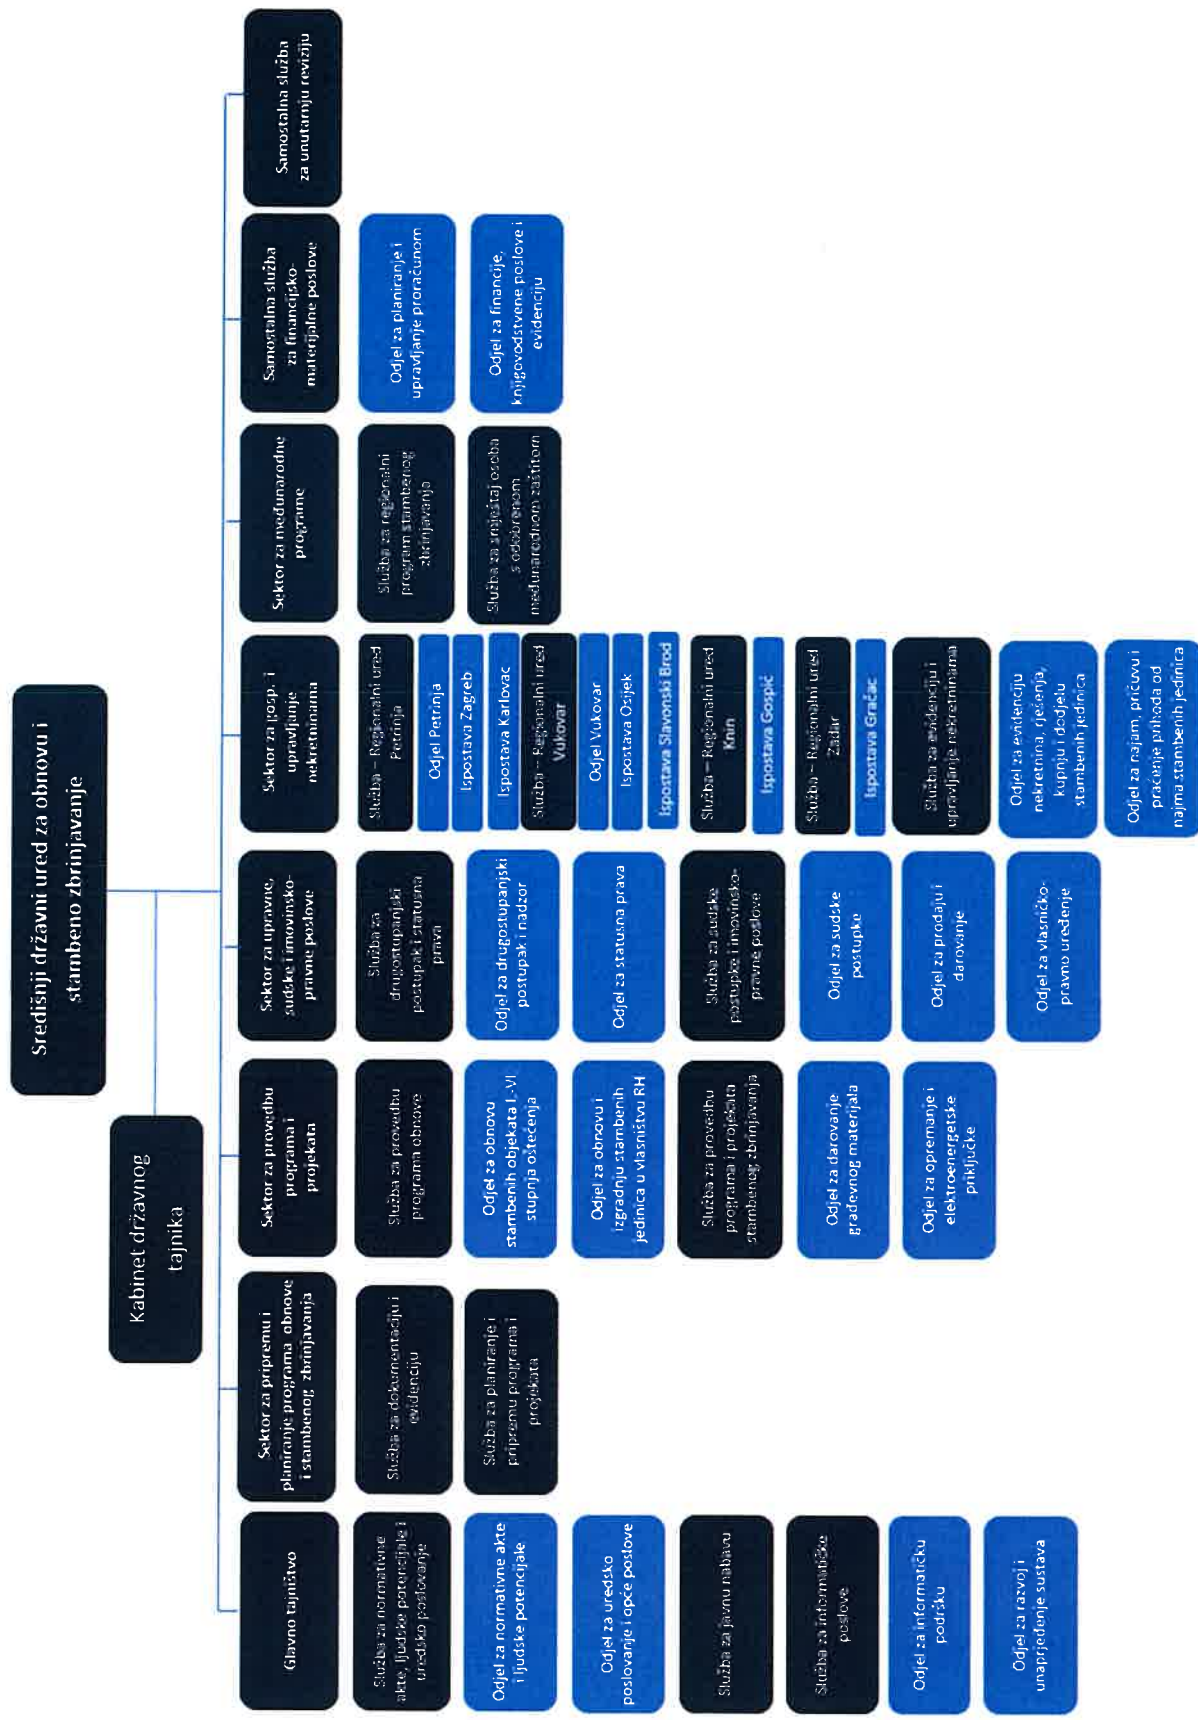 Središnji državni ured za obnovu i
stambeno zbrinjavanje
Kabinet državnog
tajnika
Glavno tajništvo
Služba za normativne
akte, ljudske potencijale i
uredsko poslovanje
Odjel za normativne akte
i ljudske potencijale
Odjel za uredsko
poslovanje i opće poslove
Služba za javnu nabavu
Služba za informatičke
poslove
Odjel za informatičku
podršku
Odjel za razvoj i
unaprjeđenje sustava
Sektor za pripremu i
planiranje programa obnove
i stambenog zbrinjavanja
Služba za dokumentaciju i
evidenciju
Služba za planiranje i
pripremu programa i
projekata
Sektor za provedbu
programa i
projekata
Služba za provedbu
programa obnove
Odjel za obnovu
stambenih objekata I.-VI
stupnja oštećenja
Odjel za obnovu i
izgradnju stambenih
jedinica u vlasništvu RH
Služba za provedbu
programa i projekata
stambenog zbrinjavanja
Odjel za darovanje
građevnog materijala
Odjel za opremanje i
elektroenergetske
priključke
Sektor za upravne,
sudske i imovinsko-
pravne poslove
Služba za
drugostupanjski
postupak i statusna
prava
Odjel za drugostupanjski
postupak i nadzor
Odjel za statusna prava
Služba za sudske
postupke i imovinsko-
pravne poslove
Odjel za sudske
postupke
Odjel za prodaju i
darovanje
Odjel za vlasničko-
pravno uređenje
Sektor za gosp. i
upravljanje
nekretninama
Služba – Regionalni ured
Petrinja
Odjel Petrinja
Ispostava Zagreb
Ispostava Karlovac
Služba – Regionalni ured
Vukovar
Odjel Vukovar
Ispostava Osijek
Ispostava Slavonski Brod
Služba – Regionalni ured
Knin
Ispostava Gospić
Služba – Regionalni ured
Zadar
Ispostava Gračac
Služba za evidenciju i
upravljanje nekretninama
Odjel za evidenciju
nekretnina, rješenja,
kupnju i dodjelu
stambenih jedinica
Odjel za najam, pričuvu i
praćenje prihoda od
najma stambenih jedinica
Sektor za međunarodne
programe
Služba za regionalni
program stambenog
zbrinjavanja
Služba za smještaj osoba
s odobrenom
međunarodnom zaštitom
Samostalna služba
za financijsko-
materijalne poslove
Odjel za planiranje i
upravljanje proračunom
Odjel za financije,
knjigovodstvene poslove i
evidenciju
Samostalna služba
za unutarnju reviziju